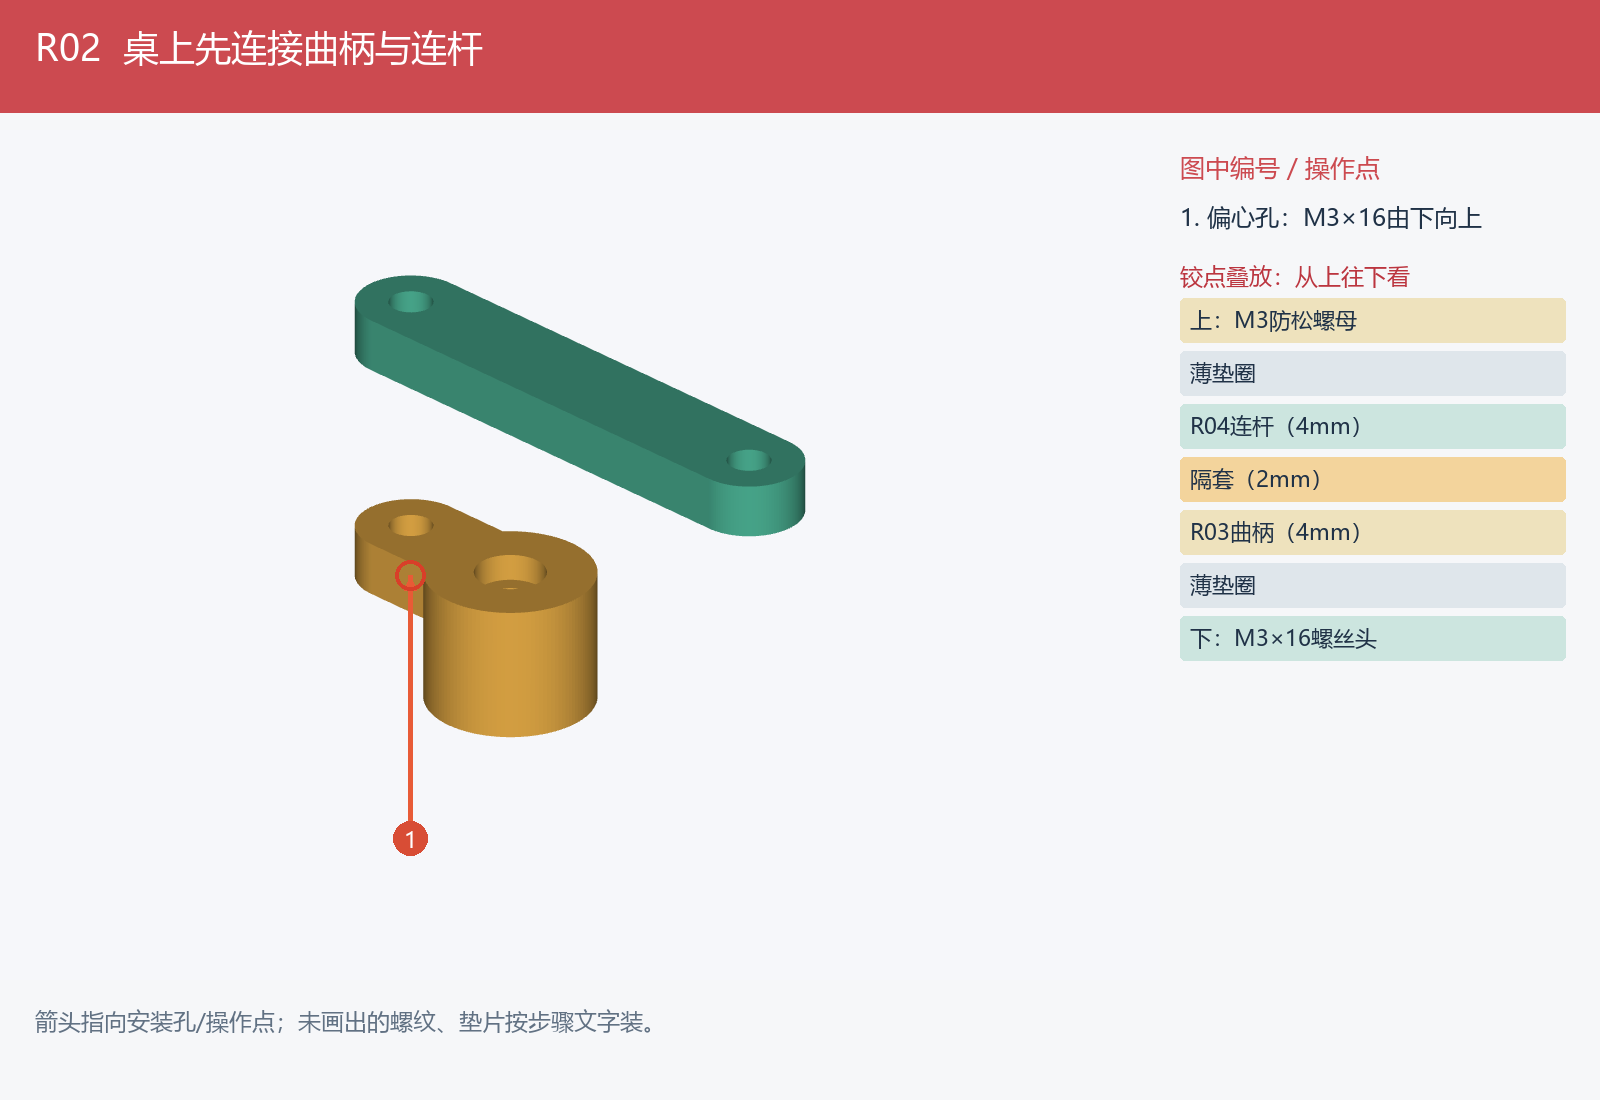 R02 桌上先连接曲柄与连杆
图中编号 / 操作点
1. 偏心孔：M3×16由下向上
铰点叠放：从上往下看
上：M3防松螺母
薄垫圈
R04连杆（4mm）
隔套（2mm）
R03曲柄（4mm）
薄垫圈
下：M3×16螺丝头
1
箭头指向安装孔/操作点；未画出的螺纹、垫片按步骤文字装。